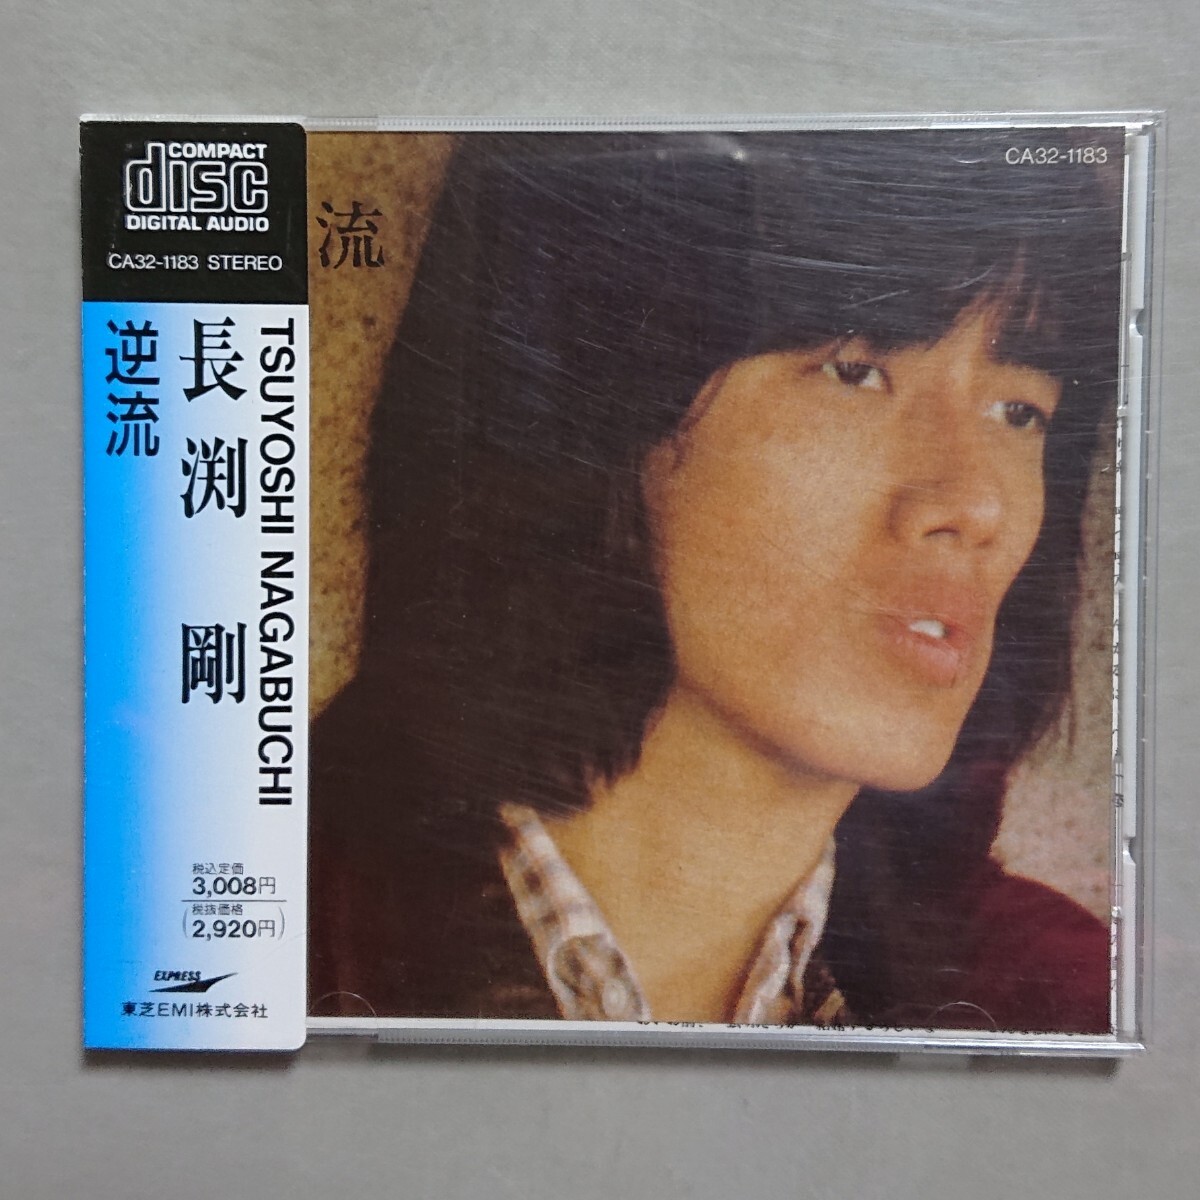 COMPACT
disc
DIGITAL AUDIO
CA32-1183 STEREO
TSUYOSHI NAGABUCHI
長渕 剛
逆流
税込定価
3,008円
(税抜価格
2,920円)
EXPRESS
東芝EMI株式会社
流
CA32-1183